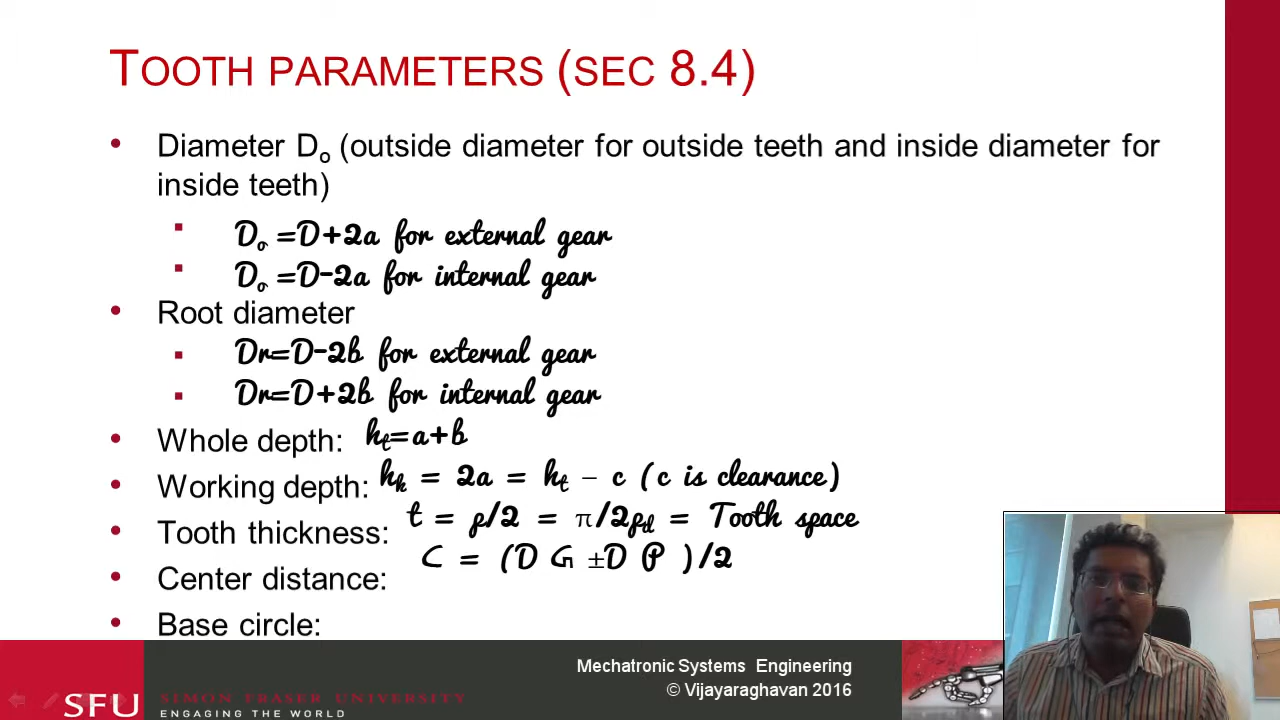 TOOTH PARAMETERS (SEC 8.4)
• Diameter Do (outside diameter for outside teeth and inside diameter for
inside teeth)
▪ Do =D+2a for external gear
▪ Do =D-2a for internal gear
• Root diameter
▪ Dr=D-2b for external gear
▪ Dr=D+2b for internal gear
• Whole depth: ht=a+b
• Working depth: hk = 2a = ht – c (c is clearance)
• Tooth thickness: t = p/2 = π/2pd = Tooth space
• Center distance: C = (D G ±D P )/2
• Base circle:
Mechatronic Systems Engineering
© Vijayaraghavan 2016
SFU SIMON FRASER UNIVERSITY
ENGAGING THE WORLD